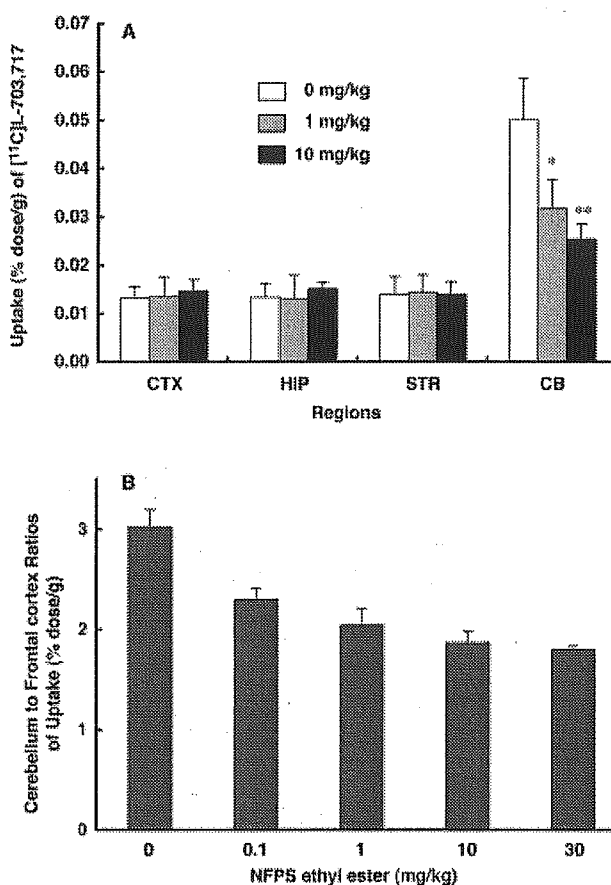 A
0.07
0.06
0.05
0.04
0.03
0.02
0.01
0.00
Uptake (% dose/g) of [¹¹C]L-703,717
0 mg/kg
1 mg/kg
10 mg/kg
*
**
CTX HIP STR CB
Regions
B
3
2
1
0
Cerebellum to Frontal cortex Ratios
of Uptake (% dose/g)
0 0.1 1 10 30
NFPS ethyl ester (mg/kg)